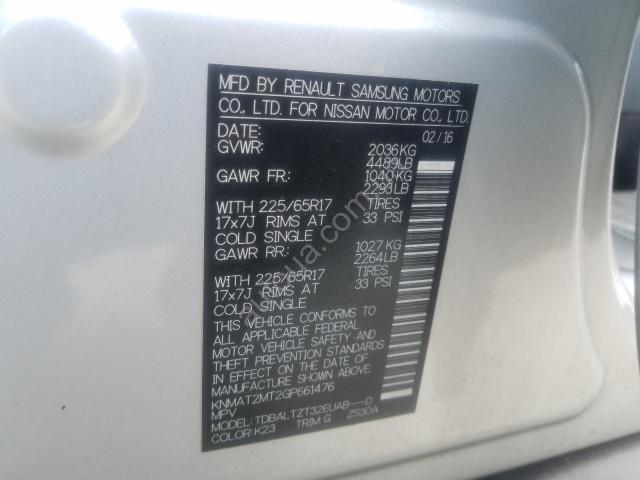 MFD BY RENAULT SAMSUNG MOTORS
CO., LTD. FOR NISSAN MOTOR CO., LTD.
DATE: 02/16
GVWR: 2036KG
4489LB
GAWR FR: 1040KG
2293LB
WITH 225/65R17 TIRES
17x7J RIMS AT 33 PSI
COLD SINGLE
GAWR RR: 1027KG
2264LB
WITH 225/65R17 TIRES
17x7J RIMS AT 33 PSI
COLD SINGLE
THIS VEHICLE CONFORMS TO
ALL APPLICABLE FEDERAL
MOTOR VEHICLE SAFETY AND
THEFT PREVENTION STANDARDS
IN EFFECT ON THE DATE OF
MANUFACTURE SHOWN ABOVE.
KNMAT2MT2GP661476
MPV
MODEL: TDBALTZT32EUAB---D
COLOR:K23 TRIM:G ZS30A